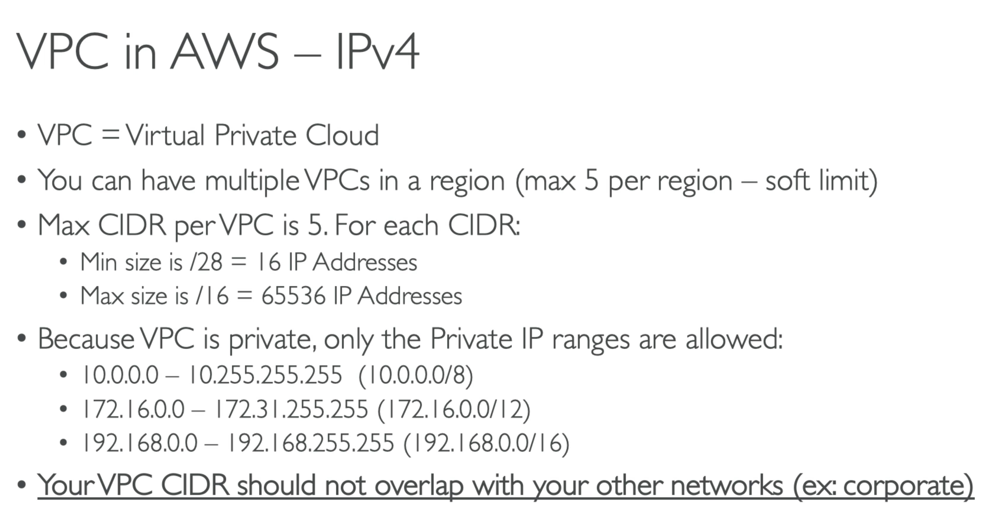 VPC in AWS – IPv4
• VPC = Virtual Private Cloud
• You can have multiple VPCs in a region (max 5 per region – soft limit)
• Max CIDR per VPC is 5. For each CIDR:
• Min size is /28 = 16 IP Addresses
• Max size is /16 = 65536 IP Addresses
• Because VPC is private, only the Private IP ranges are allowed:
• 10.0.0.0 – 10.255.255.255 (10.0.0.0/8)
• 172.16.0.0 – 172.31.255.255 (172.16.0.0/12)
• 192.168.0.0 – 192.168.255.255 (192.168.0.0/16)
• Your VPC CIDR should not overlap with your other networks (ex: corporate)